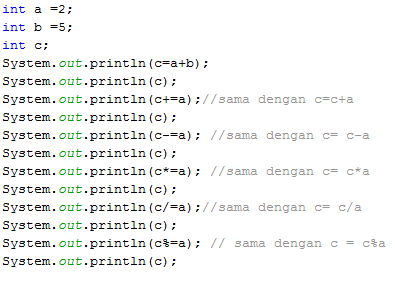 int a =2;
int b =5;
int c;
System.out.println(c=a+b);
System.out.println(c);
System.out.println(c+=a);//sama dengan c=c+a
System.out.println(c);
System.out.println(c-=a); //sama dengan c= c-a
System.out.println(c);
System.out.println(c*=a); //sama dengan c= c*a
System.out.println(c);
System.out.println(c/=a);//sama dengan c= c/a
System.out.println(c);
System.out.println(c%=a); // sama dengan c = c%a
System.out.println(c);